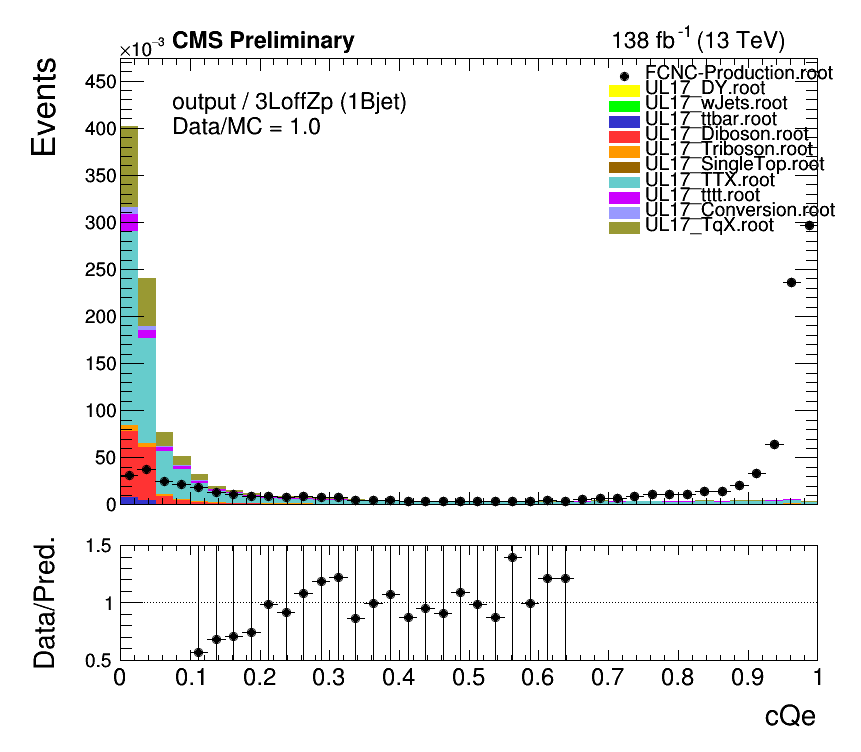 ×10⁻³ CMS Preliminary 138 fb⁻¹ (13 TeV)
Events
output / 3LoffZp (1Bjet)
Data/MC = 1.0
FCNC-Production.root
UL17_DY.root
UL17_wJets.root
UL17_ttbar.root
UL17_Diboson.root
UL17_Triboson.root
UL17_SingleTop.root
UL17_TTX.root
UL17_tttt.root
UL17_Conversion.root
UL17_TqX.root
450
400
350
300
250
200
150
100
50
0
Data/Pred.
1.5
1
0.5
0 0.1 0.2 0.3 0.4 0.5 0.6 0.7 0.8 0.9 1
cQe